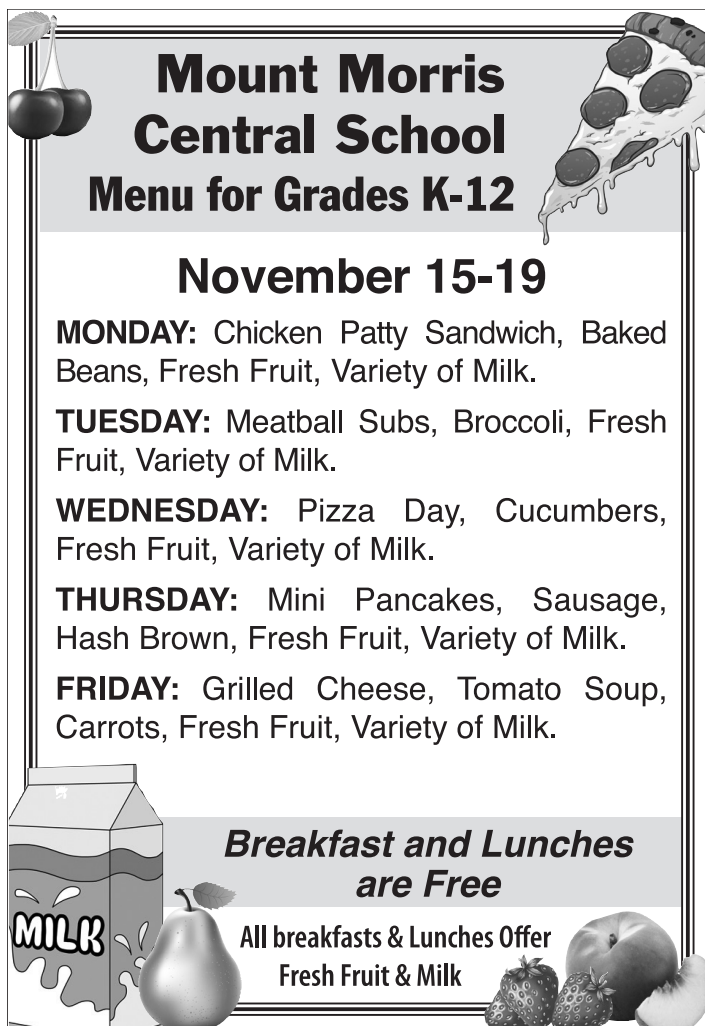 Mount Morris
Central School
Menu for Grades K-12
November 15-19
MONDAY: Chicken Patty Sandwich, Baked
Beans, Fresh Fruit, Variety of Milk.
TUESDAY: Meatball Subs, Broccoli, Fresh
Fruit, Variety of Milk.
WEDNESDAY: Pizza Day, Cucumbers,
Fresh Fruit, Variety of Milk.
THURSDAY: Mini Pancakes, Sausage,
Hash Brown, Fresh Fruit, Variety of Milk.
FRIDAY: Grilled Cheese, Tomato Soup,
Carrots, Fresh Fruit, Variety of Milk.
Breakfast and Lunches
are Free
MILK
All breakfasts & Lunches Offer
Fresh Fruit & Milk